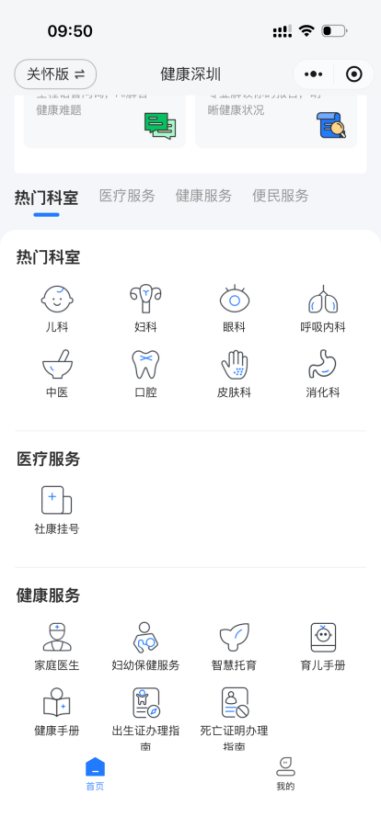 09:50
关怀版
健康深圳
健康难题
晰健康状况
热门科室 医疗服务 健康服务 便民服务
热门科室
儿科 妇科 眼科 呼吸内科
中医 口腔 皮肤科 消化科
医疗服务
社康挂号
健康服务
家庭医生 妇幼保健服务 智慧托育 育儿手册
健康手册 出生证办理指南 死亡证明办理指南
首页 我的